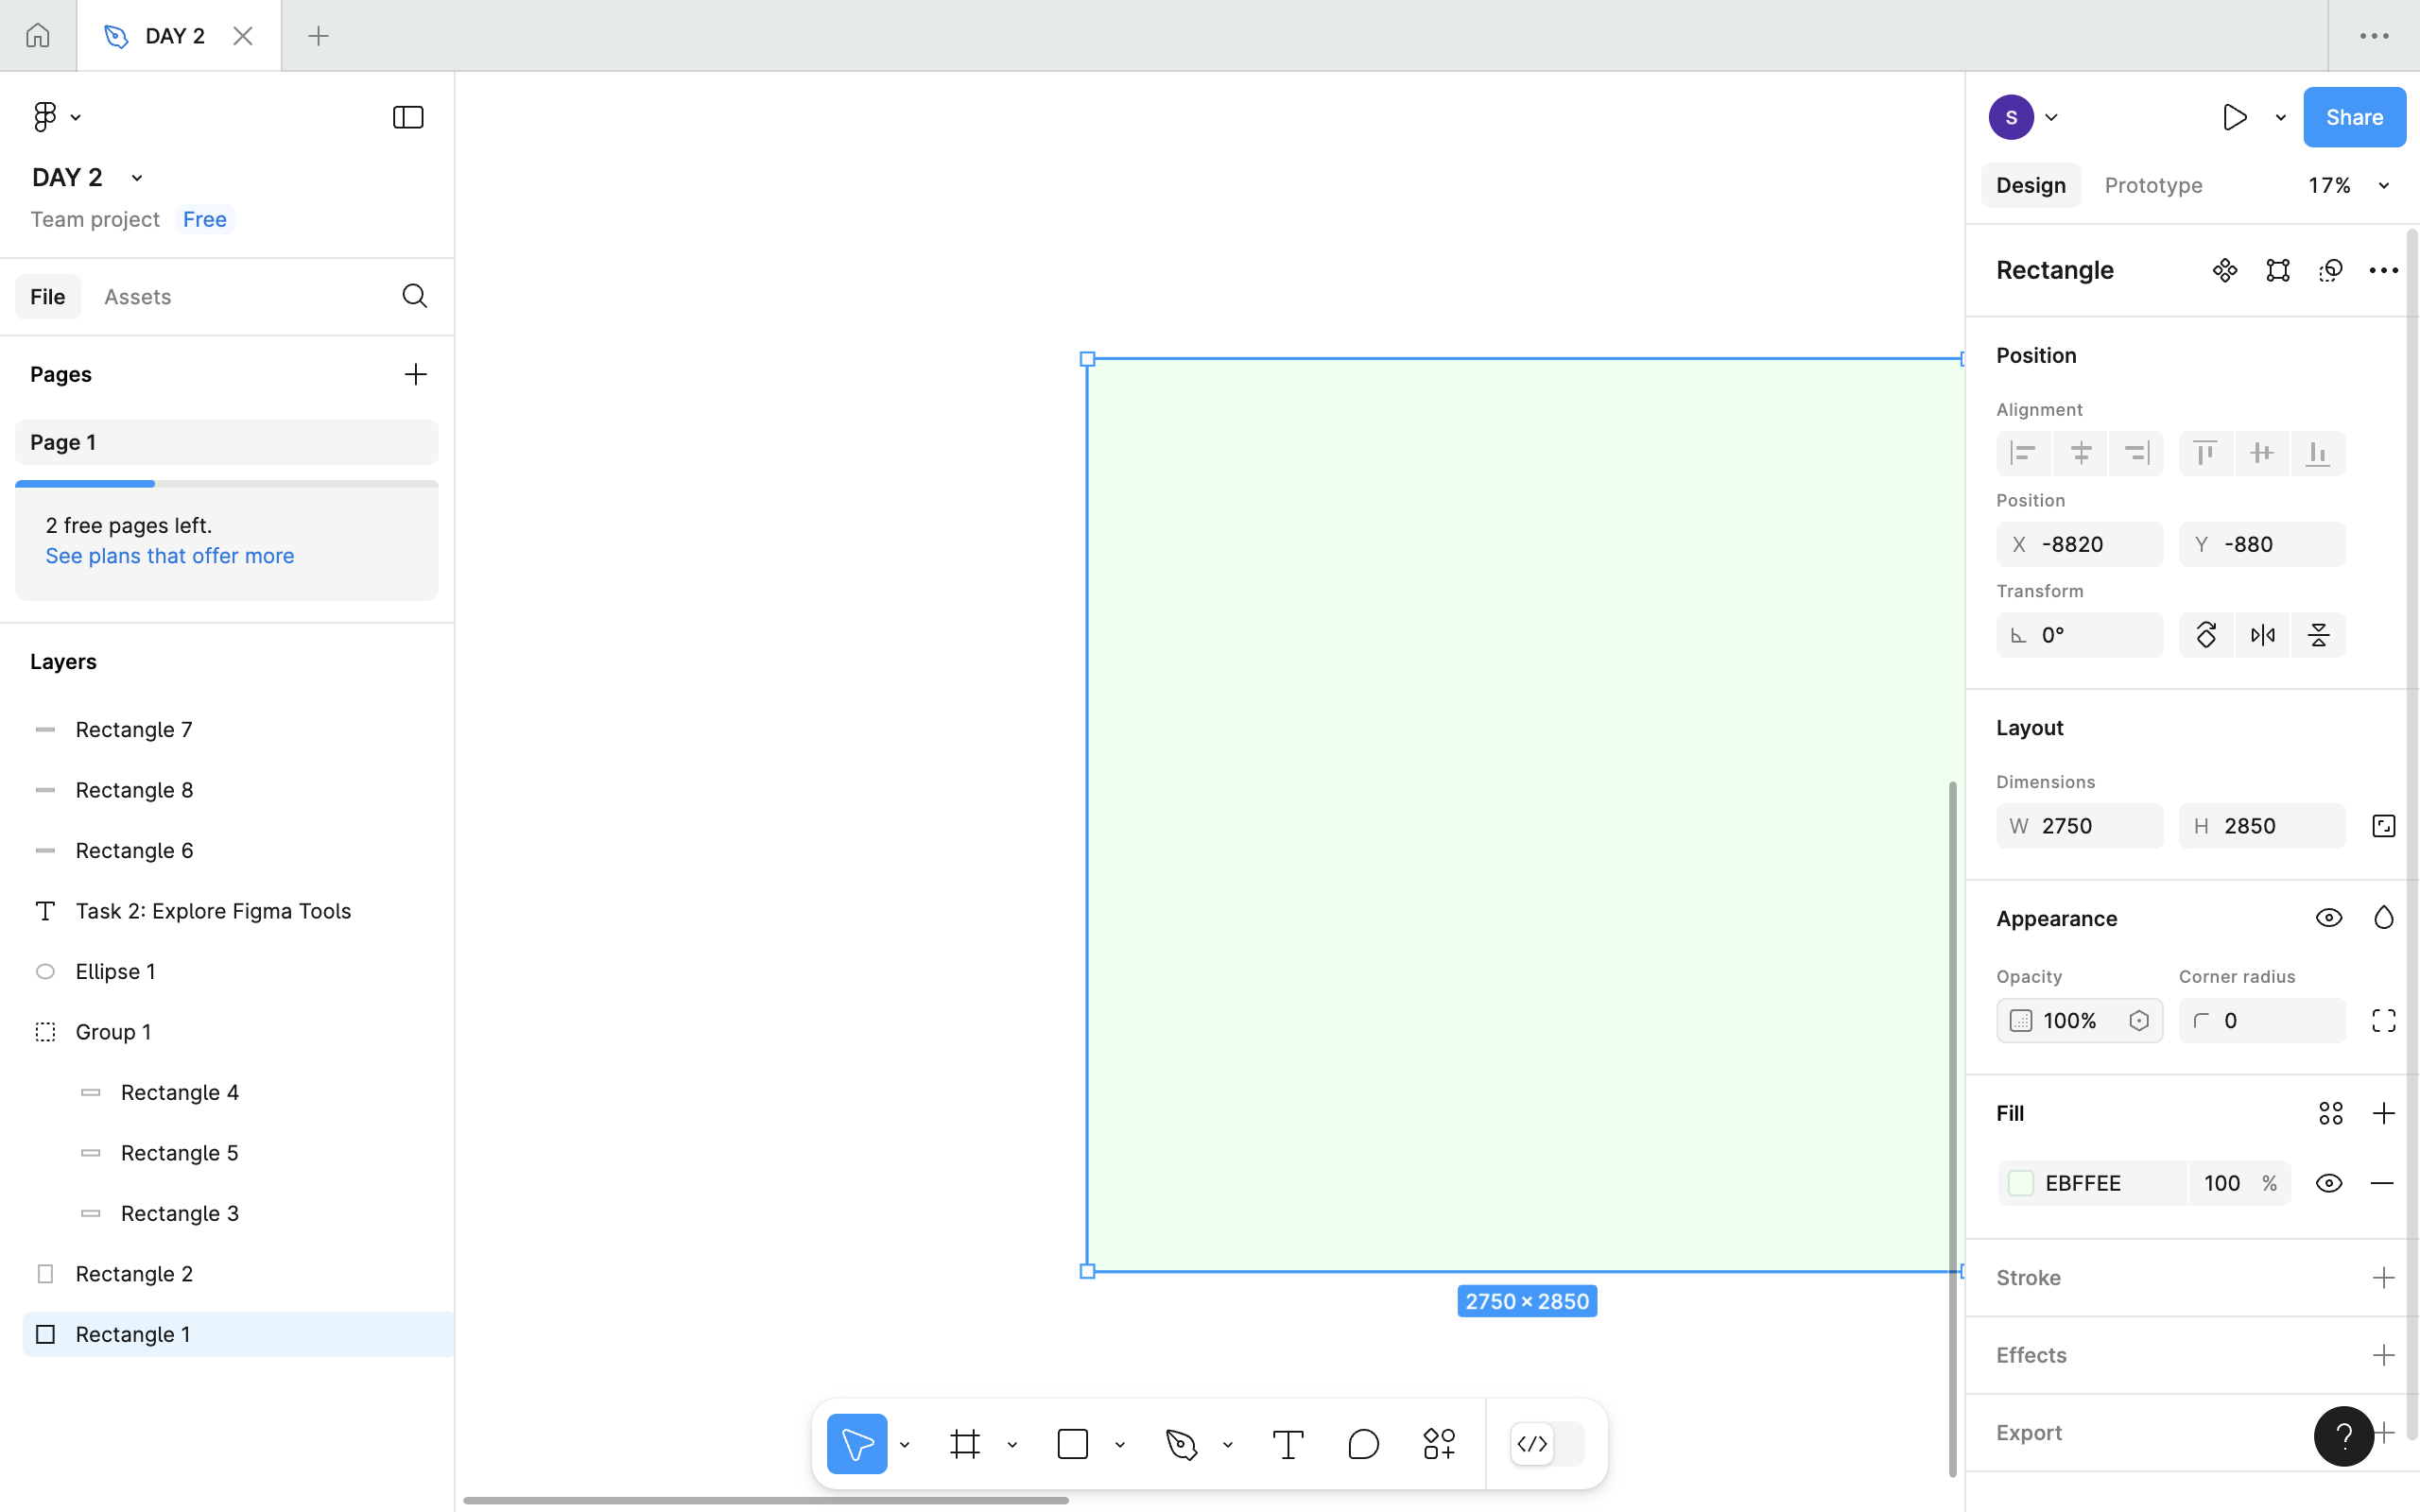 DAY 2
DAY 2
Team project Free
File Assets
Pages
Page 1
2 free pages left.
See plans that offer more
Layers
Rectangle 7
Rectangle 8
Rectangle 6
Task 2: Explore Figma Tools
Ellipse 1
Group 1
Rectangle 4
Rectangle 5
Rectangle 3
Rectangle 2
Rectangle 1
2750 × 2850
S
Share
Design Prototype 17%
Rectangle
Position
Alignment
Position
X -8820 Y -880
Transform
0°
Layout
Dimensions
W 2750 H 2850
Appearance
Opacity Corner radius
100% 0
Fill
EBFFEE 100 %
Stroke
Effects
Export
?